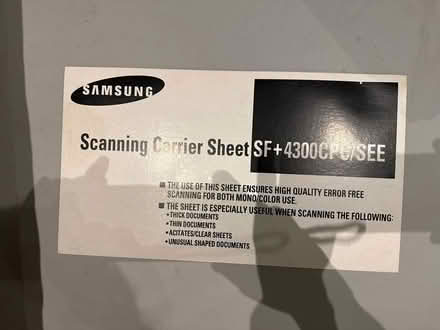 SAMSUNG
Scanning Carrier Sheet SF+4300CPC/SEE
■ THE USE OF THIS SHEET ENSURES HIGH QUALITY ERROR FREE
SCANNING FOR BOTH MONO/COLOR USE.
■ THE SHEET IS ESPECIALLY USEFUL WHEN SCANNING THE FOLLOWING:
• THICK DOCUMENTS
• THIN DOCUMENTS
• ACITATES/CLEAR SHEETS
• UNUSUAL SHAPED DOCUMENTS